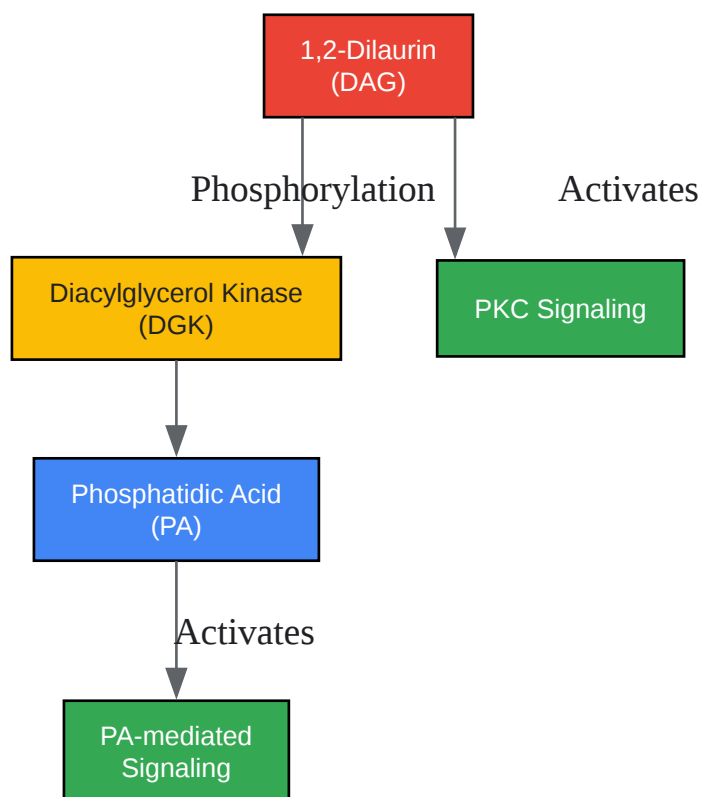 1,2-Dilaurin
(DAG)
Phosphorylation
Activates
Diacylglycerol Kinase
(DGK)
PKC Signaling
Phosphatidic Acid
(PA)
Activates
PA-mediated
Signaling